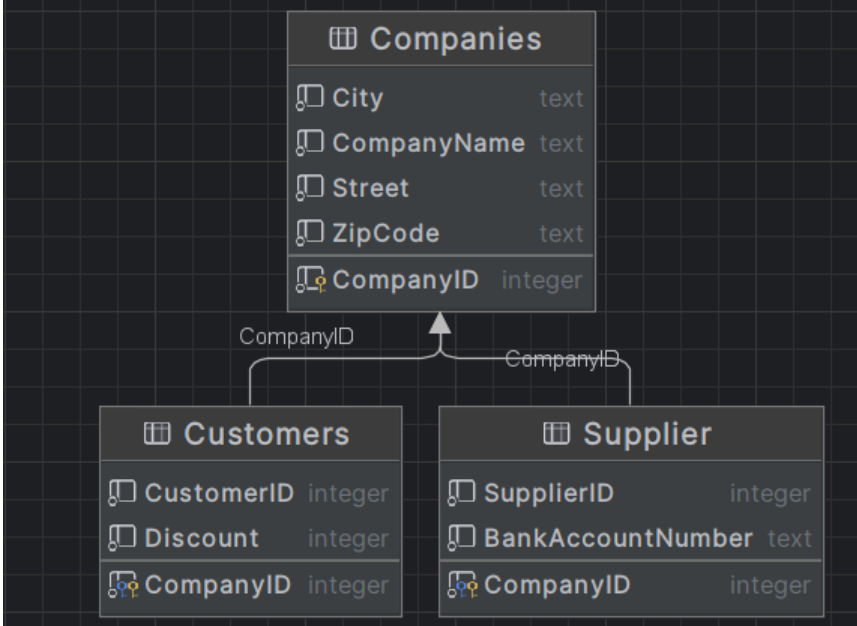 Companies
City text
CompanyName text
Street text
ZipCode text
CompanyID integer
CompanyID
CompanyID
Customers
CustomerID integer
Discount integer
CompanyID integer
Supplier
SupplierID integer
BankAccountNumber text
CompanyID integer